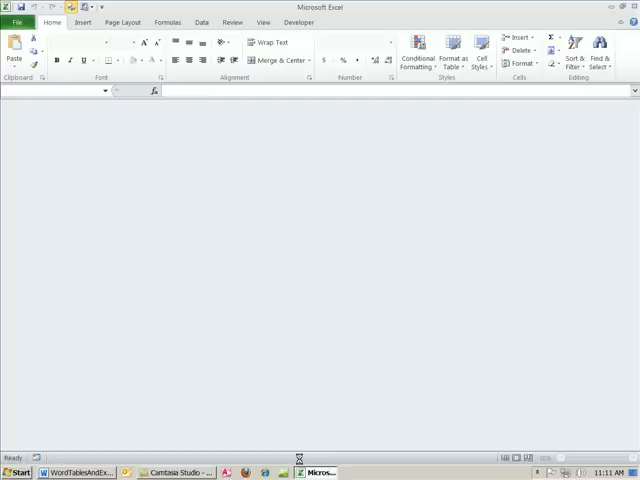 Microsoft Excel
File Home Insert Page Layout Formulas Data Review View Developer
Paste
Clipboard
B I U
Font
Wrap Text
Merge & Center
Alignment
$ % ,
Number
Conditional Formatting
Format as Table
Cell Styles
Styles
Insert
Delete
Format
Cells
Sort & Filter
Find & Select
Editing
fx
Ready
Start WordTablesAndEx... Camtasia Studio - ... Micros... 11:11 AM